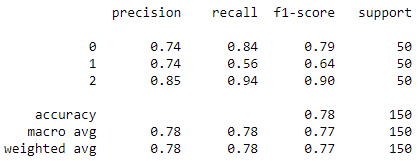 precision recall f1-score support
0 0.74 0.84 0.79 50
1 0.74 0.56 0.64 50
2 0.85 0.94 0.90 50
accuracy 0.78 150
macro avg 0.78 0.78 0.77 150
weighted avg 0.78 0.78 0.77 150